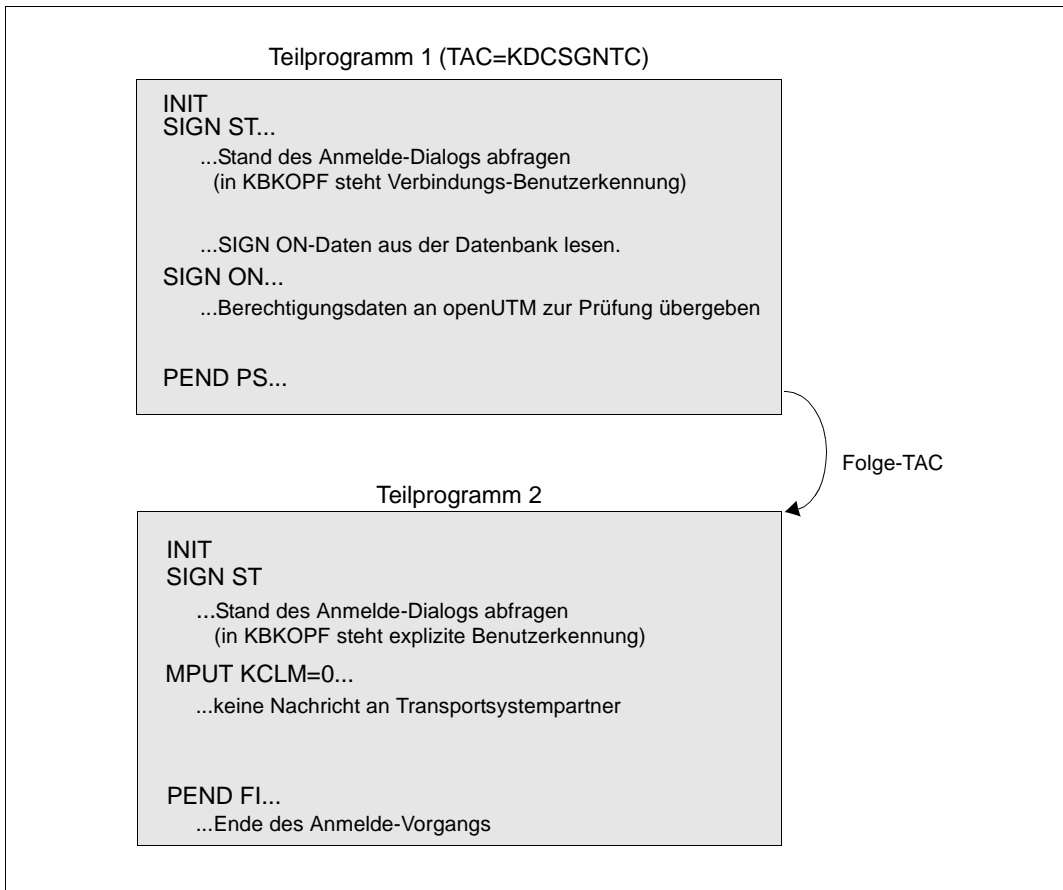 Teilprogramm 1 (TAC=KDCSGNTC)
INIT
SIGN ST...
...Stand des Anmelde-Dialogs abfragen
(in KBKOPF steht Verbindungs-Benutzerkennung)
...SIGN ON-Daten aus der Datenbank lesen.
SIGN ON...
...Berechtigungsdaten an openUTM zur Prüfung übergeben
PEND PS...
Folge-TAC
Teilprogramm 2
INIT
SIGN ST
...Stand des Anmelde-Dialogs abfragen
(in KBKOPF steht explizite Benutzerkennung)
MPUT KCLM=0...
...keine Nachricht an Transportsystempartner
PEND FI...
...Ende des Anmelde-Vorgangs